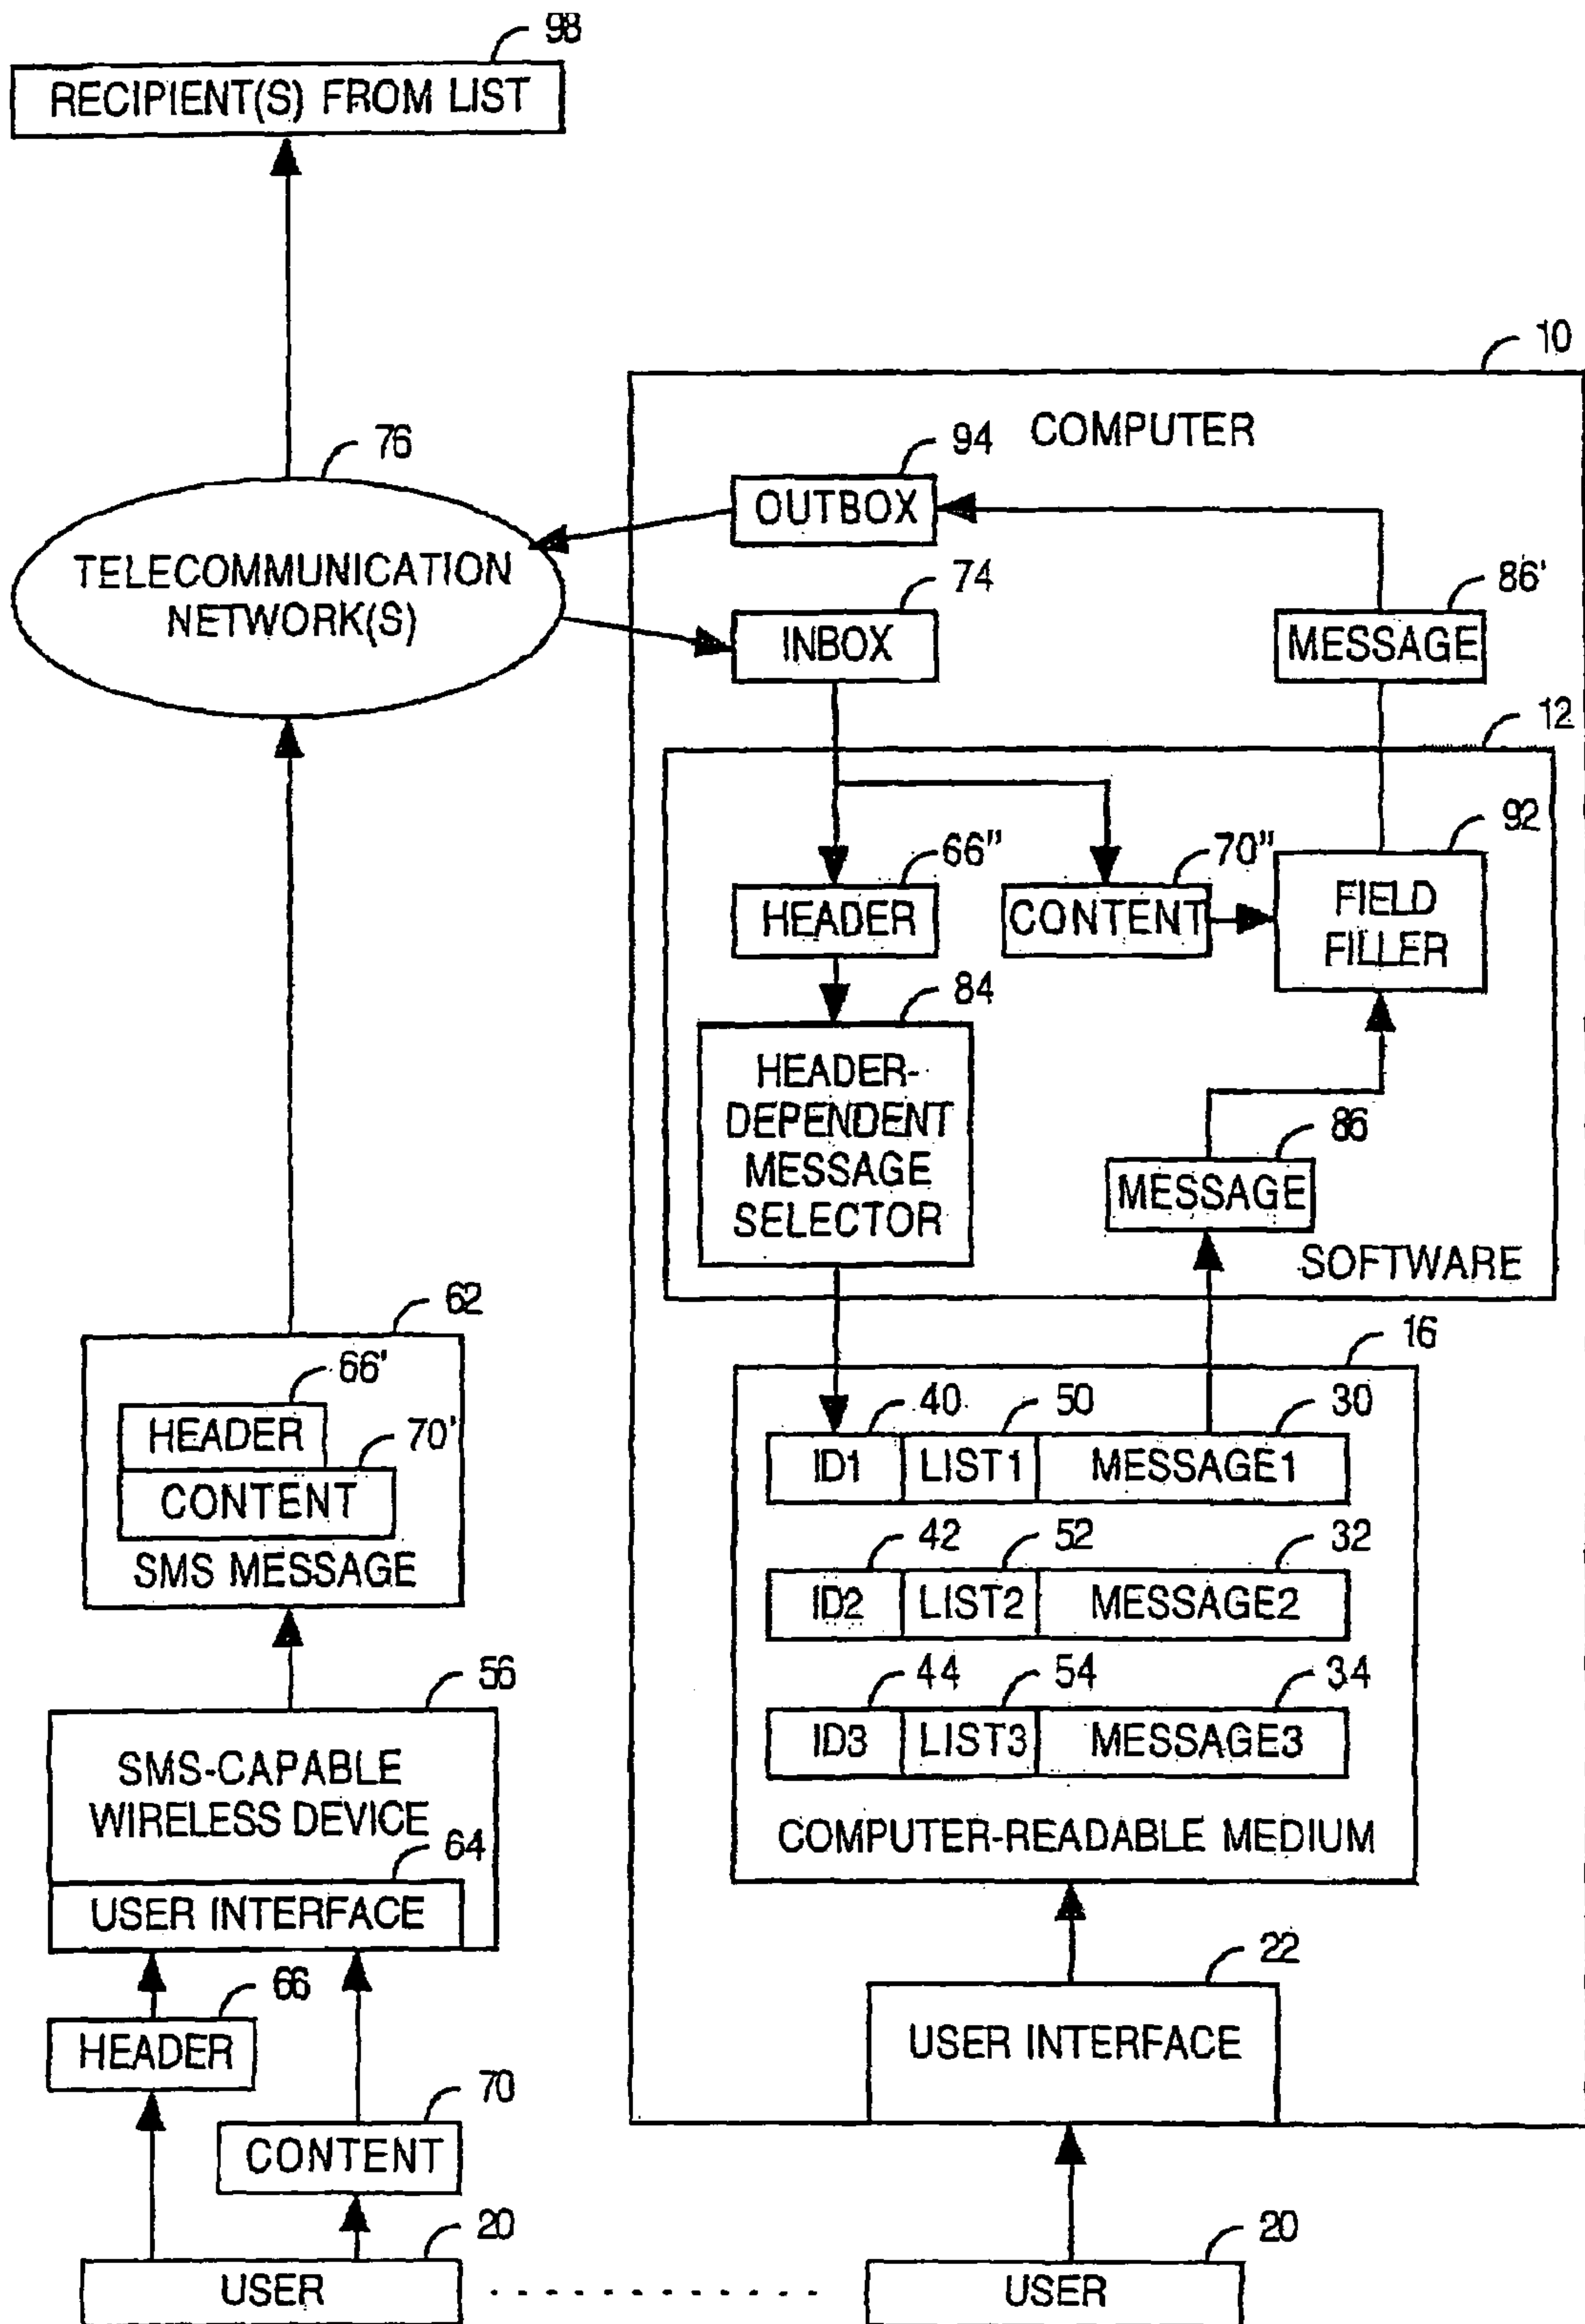 98
RECIPIENT(S) FROM LIST
10
COMPUTER
76
94
OUTBOX
TELECOMMUNICATION
NETWORK(S)
74
INBOX
86'
MESSAGE
12
66"
HEADER
70"
CONTENT
92
FIELD
FILLER
84
HEADER-
DEPENDENT
MESSAGE
SELECTOR
86
MESSAGE
SOFTWARE
62
66'
HEADER
70'
CONTENT
SMS MESSAGE
16
40 50 30
ID1 LIST1 MESSAGE1
42 52 32
ID2 LIST2 MESSAGE2
44 54 34
ID3 LIST3 MESSAGE3
COMPUTER-READABLE MEDIUM
56
SMS-CAPABLE
WIRELESS DEVICE
64
USER INTERFACE
66
HEADER
70
CONTENT
20
USER
22
USER INTERFACE
20
USER